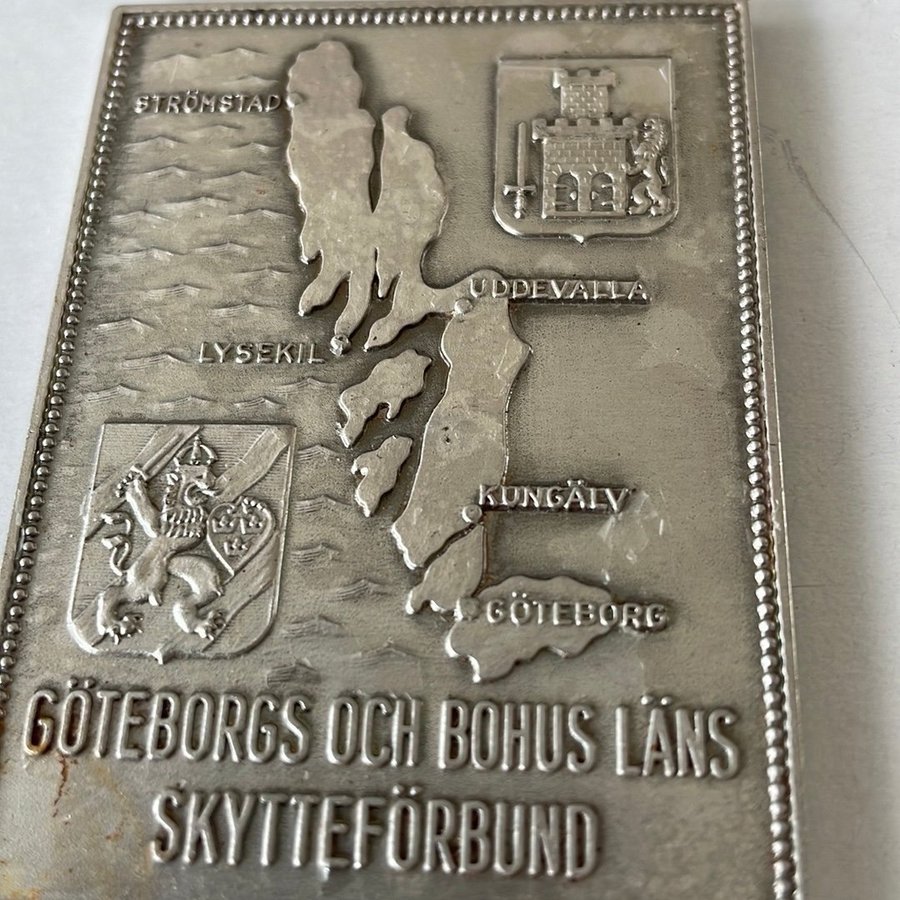 STRÖMSTAD
UDDEVALLA
LYSEKIL
KUNGÄLV
GÖTEBORG
GÖTEBORGS OCH BOHUS LÄNS
SKYTTEFÖRBUND